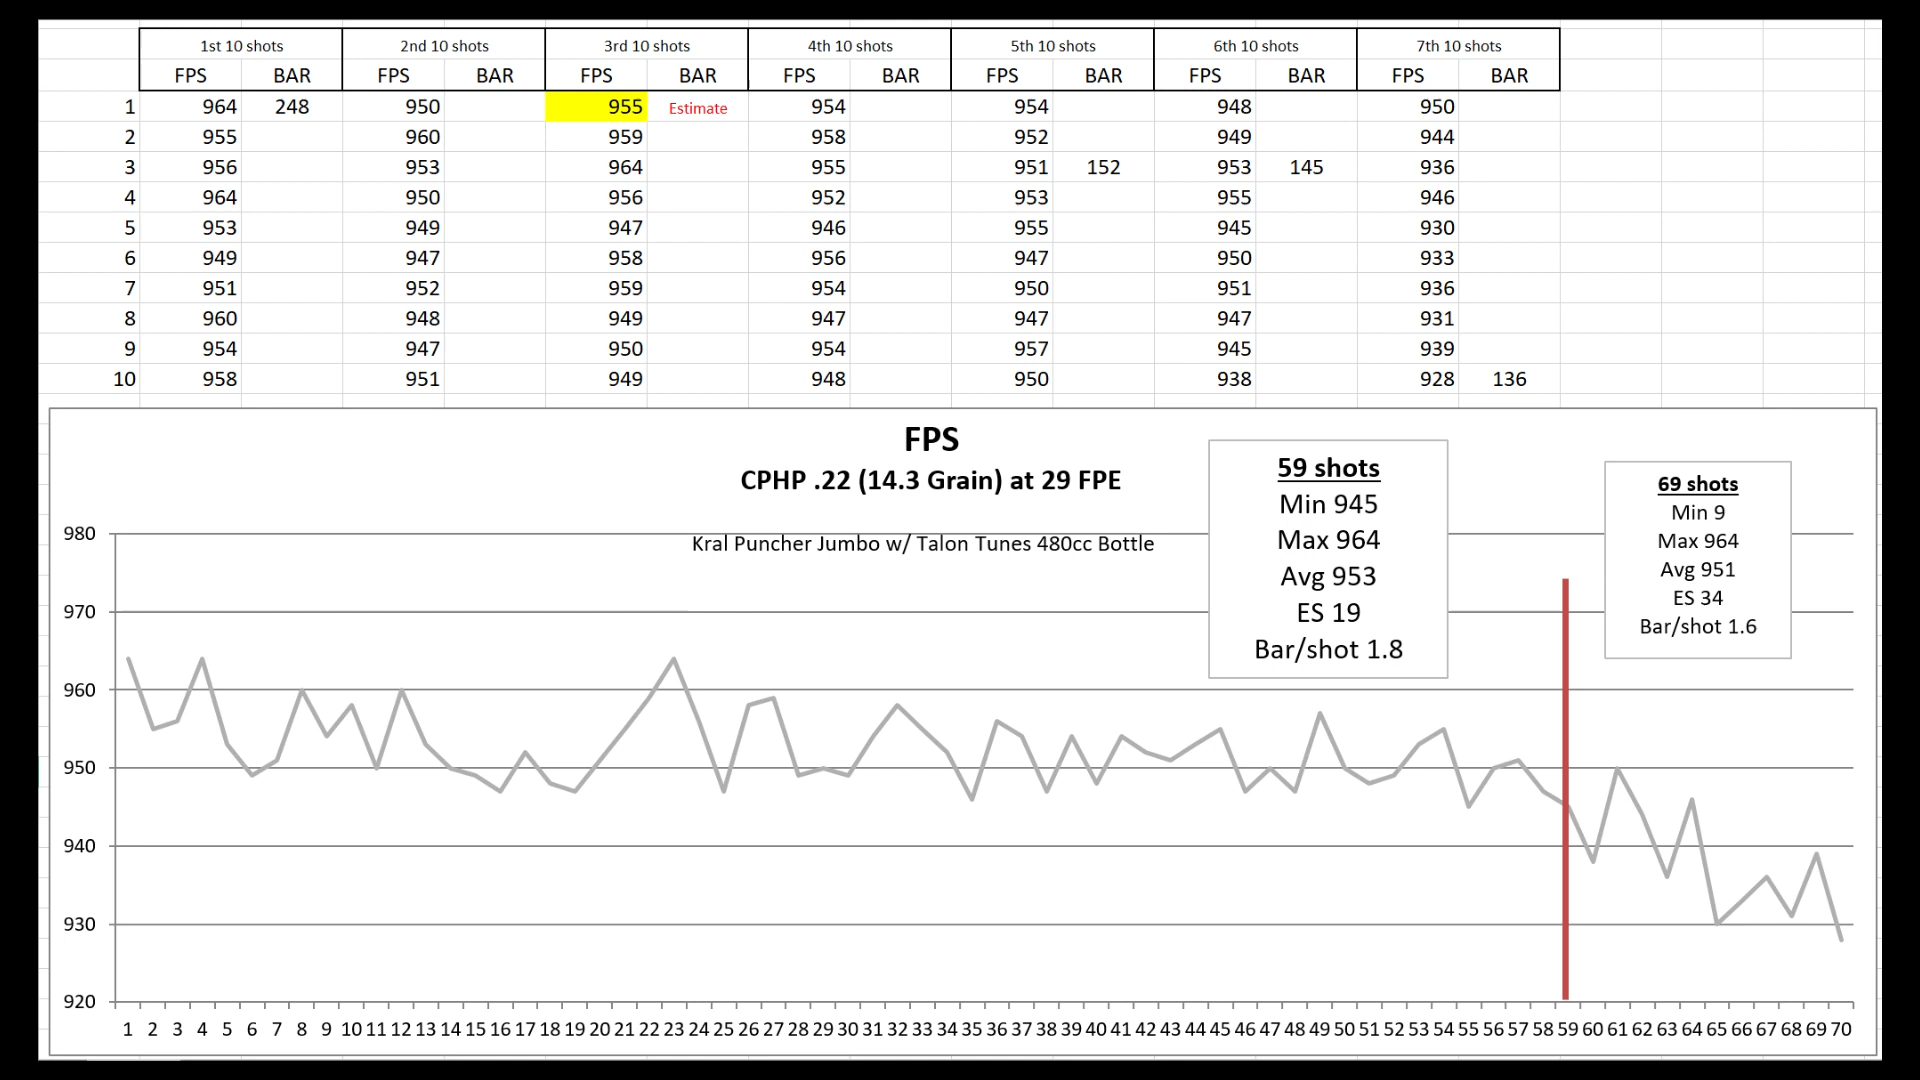 1st 10 shots 2nd 10 shots 3rd 10 shots 4th 10 shots 5th 10 shots 6th 10 shots 7th 10 shots
FPS BAR FPS BAR FPS BAR FPS BAR FPS BAR FPS BAR FPS BAR
1 964 248 950 955 Estimate 954 954 948 950
2 955 960 959 958 952 949 944
3 956 953 964 955 951 152 953 145 936
4 964 950 956 952 953 955 946
5 953 949 947 946 955 945 930
6 949 947 958 956 947 950 933
7 951 952 959 954 950 951 936
8 960 948 949 947 947 947 931
9 954 947 950 954 957 945 939
10 958 951 949 948 950 938 928 136
FPS
CPHP .22 (14.3 Grain) at 29 FPE
Kral Puncher Jumbo w/ Talon Tunes 480cc Bottle
59 shots
Min 945
Max 964
Avg 953
ES 19
Bar/shot 1.8
69 shots
Min 9
Max 964
Avg 951
ES 34
Bar/shot 1.6
980
970
960
950
940
930
920
1 2 3 4 5 6 7 8 9 10 11 12 13 14 15 16 17 18 19 20 21 22 23 24 25 26 27 28 29 30 31 32 33 34 35 36 37 38 39 40 41 42 43 44 45 46 47 48 49 50 51 52 53 54 55 56 57 58 59 60 61 62 63 64 65 66 67 68 69 70